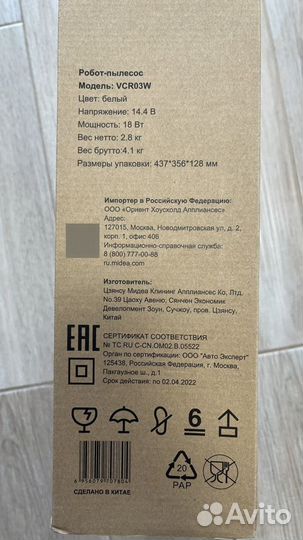 Робот-пылесос
Модель: VCR03W
Цвет: белый
Напряжение: 14.4 В
Мощность: 18 Вт
Вес нетто: 2.8 кг
Вес брутто:4.1 кг
Размеры упаковки: 437*356*128 мм
Импортер в Российскую Федерацию:
ООО «Ориент Хоусхолд Апплиансес»
Адрес:
127015, Москва, Новодмитровская ул, 2,
корп. 1, офис 406
Информационно-справочная служба:
8 (800) 777-00-88
ru.midea.com
Изготовитель:
Цзянсу Мидеа Клининг Апплиансес Ко, Лтд.
No.39 Цаоху Авеню, Сянчен Экономик
Девелопмент Зоун, Сучжоу, пров. Цзянсу,
Китай
EAC
СЕРТИФИКАТ СООТВЕТСТВИЯ
№ TC RU C-CN.OM02.B.05522
Орган по сертификации: ООО "Авто Эксперт"
125438, Российская Федерация, Москва,
Пакгаузное ш., д.1
Срок действия: по 02.04.2022
6
20
PAP
6 958079 707804
СДЕЛАНО В КИТАЕ
Avito